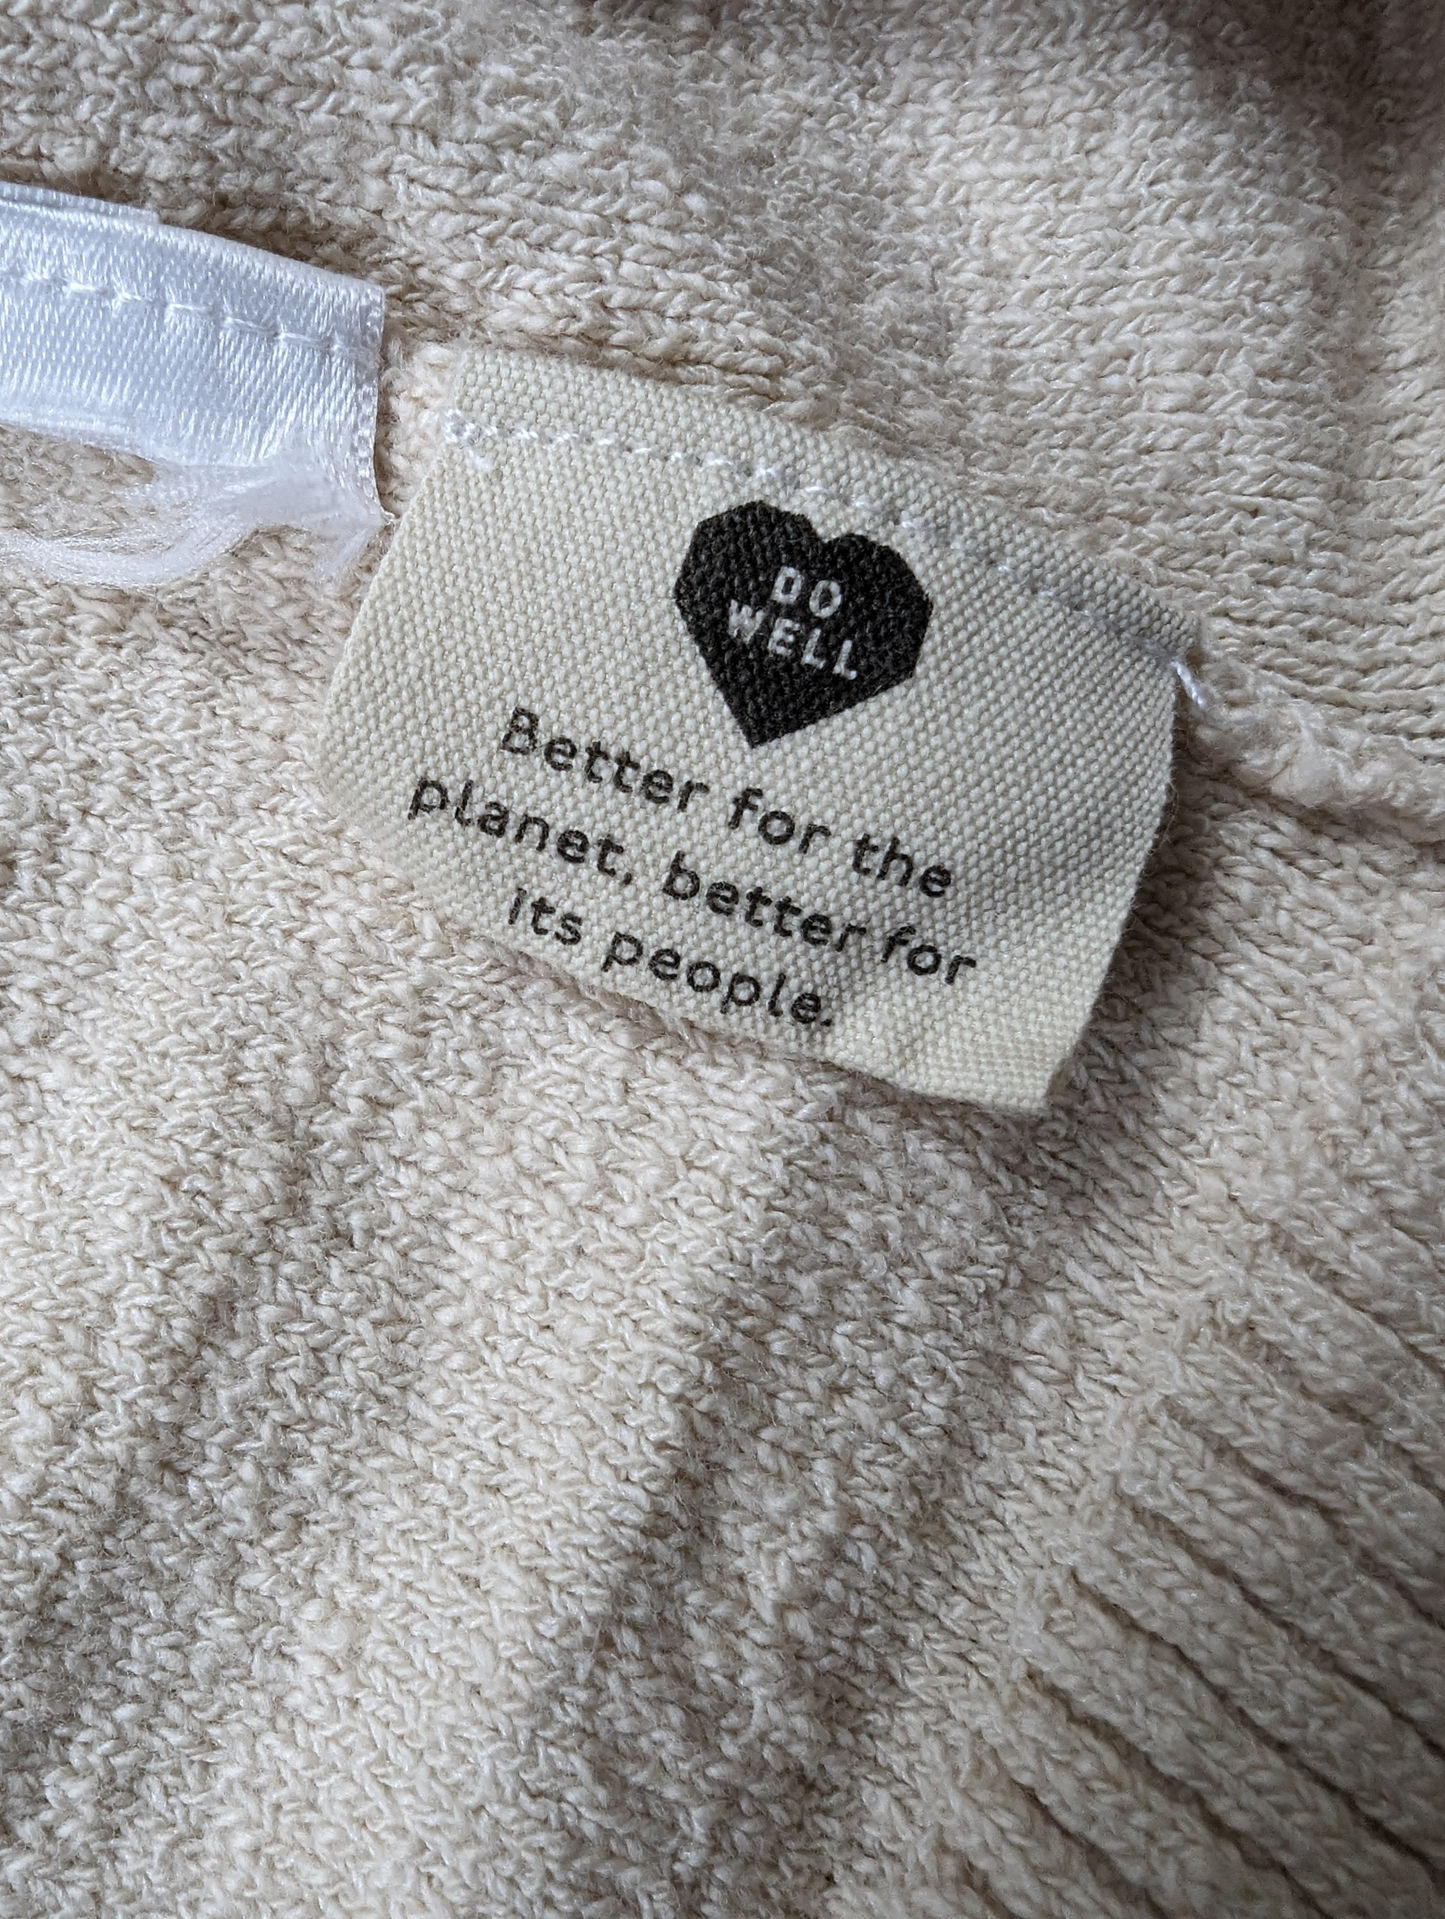 DO
WELL
Better for the
planet, better for
its people.